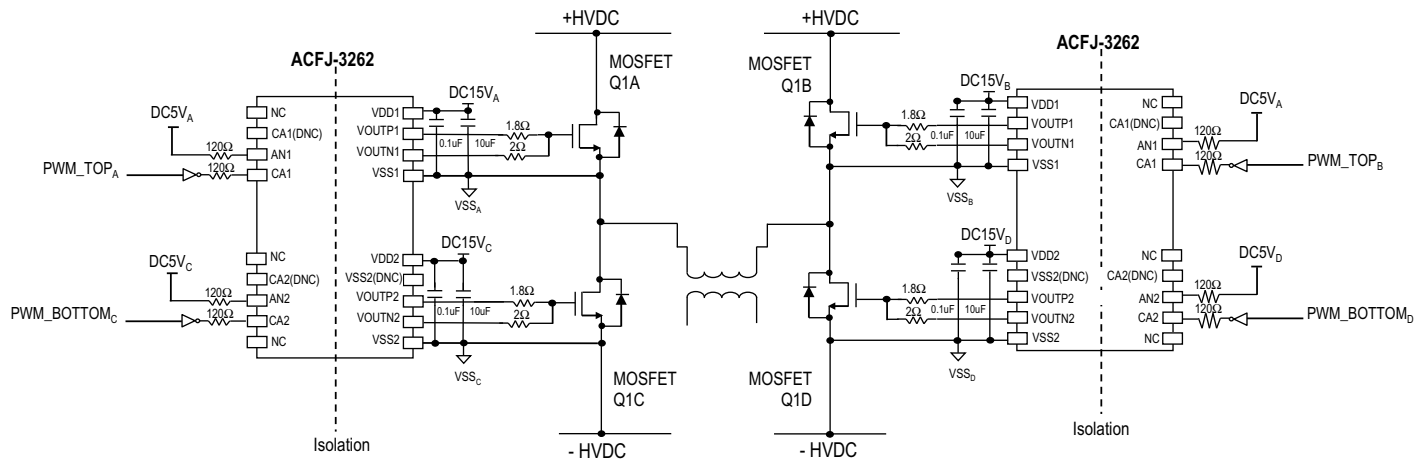 +HVDC
+HVDC
ACFJ-3262
MOSFET
Q1A
MOSFET
Q1B
ACFJ-3262
DC5VA
NC
CA1(DNC)
AN1
CA1
120Ω
120Ω
PWM_TOPA
VDD1
VOUTP1
VOUTN1
VSS1
DC15VA
0.1uF
10uF
1.8Ω
2Ω
VSSA
DC15VB
1.8Ω
2Ω
0.1uF
10uF
VSSB
VDD1
VOUTP1
VOUTN1
VSS1
NC
CA1(DNC)
AN1
CA1
DC5VA
120Ω
120Ω
PWM_TOPB
DC5VC
NC
CA2(DNC)
AN2
CA2
NC
120Ω
120Ω
PWM_BOTTOMC
VDD2
VSS2(DNC)
VOUTP2
VOUTN2
VSS2
DC15VC
0.1uF
10uF
1.8Ω
2Ω
VSSC
DC15VD
1.8Ω
2Ω
0.1uF
10uF
VSSD
VDD2
VSS2(DNC)
VOUTP2
VOUTN2
VSS2
NC
CA2(DNC)
AN2
CA2
NC
DC5VD
120Ω
120Ω
PWM_BOTTOMD
MOSFET
Q1C
MOSFET
Q1D
Isolation
Isolation
- HVDC
- HVDC